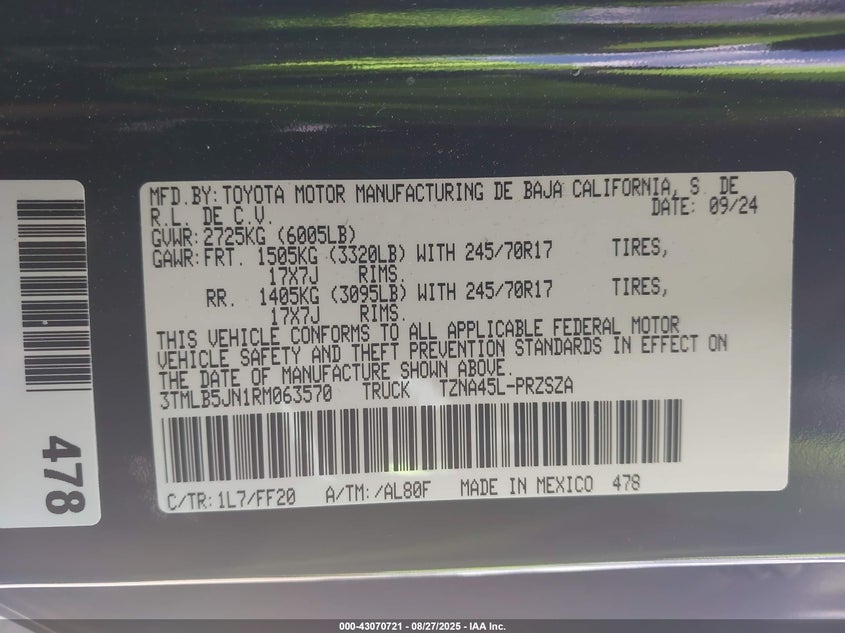 MFD.BY:TOYOTA MOTOR MANUFACTURING DE BAJA CALIFORNIA, S DE
R.L. DE C.V. DATE: 09/24
GVWR:2725KG (6005LB)
GAWR:FRT. 1505KG (3320LB) WITH 245/70R17 TIRES,
17X7J RIMS.
RR. 1405KG (3095LB) WITH 245/70R17 TIRES,
17X7J RIMS.
THIS VEHICLE CONFORMS TO ALL APPLICABLE FEDERAL MOTOR
VEHICLE SAFETY AND THEFT PREVENTION STANDARDS IN EFFECT ON
THE DATE OF MANUFACTURE SHOWN ABOVE.
3TMLB5JN1RM063570 TRUCK TZNA45L-PRZSZA
C/TR:1L7/FF20 A/TM:/AL80F MADE IN MEXICO 478
478
000-43070721 - 08/27/2025 - IAA Inc.